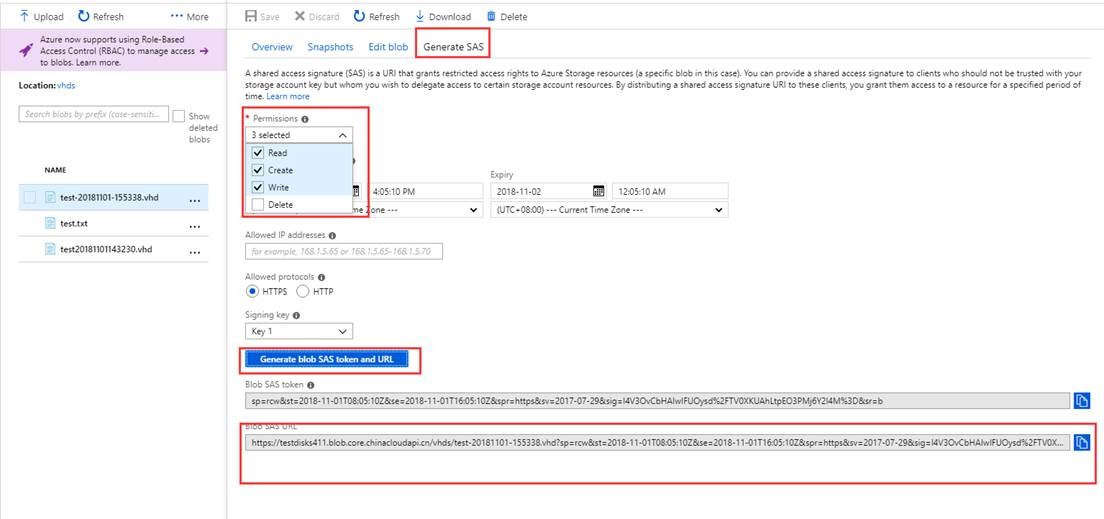 Upload Refresh ••• More
Azure now supports using Role-Based
Access Control (RBAC) to manage access
to blobs. Learn more.
Location: vhds
Search blobs by prefix (case-sensiti...
Show
deleted
blobs
NAME
test-20181101-155338.vhd ...
test.txt ...
test20181101143230.vhd ...
Save Discard Refresh Download Delete
Overview Snapshots Edit blob Generate SAS
A shared access signature (SAS) is a URI that grants restricted access rights to Azure Storage resources (a specific blob in this case). You can provide a shared access signature to clients who should not be trusted with your
storage account key but whom you wish to delegate access to certain storage account resources. By distributing a shared access signature URI to these clients, you grant them access to a resource for a specified period of
time. Learn more
* Permissions
3 selected
Read
Create
Write
Delete
Expiry
4:05:10 PM 2018-11-02 12:05:10 AM
Time Zone --- (UTC+08:00) --- Current Time Zone ---
Allowed IP addresses
for example, 168.1.5.65 or 168.1.5.65-168.1.5.70
Allowed protocols
HTTPS HTTP
Signing key
Key 1
Generate blob SAS token and URL
Blob SAS token
sp=rcw&st=2018-11-01T08:05:10Z&se=2018-11-01T16:05:10Z&spr=https&sv=2017-07-29&sig=I4V3OvCbHAIwIFUOysd%2FTV0XKUAhLtpEO3PMj6Y2I4M%3D&sr=b
Blob SAS URL
https://testdisks411.blob.core.chinacloudapi.cn/vhds/test-20181101-155338.vhd?sp=rcw&st=2018-11-01T08:05:10Z&se=2018-11-01T16:05:10Z&spr=https&sv=2017-07-29&sig=I4V3OvCbHAIwIFUOysd%2FTV0X...